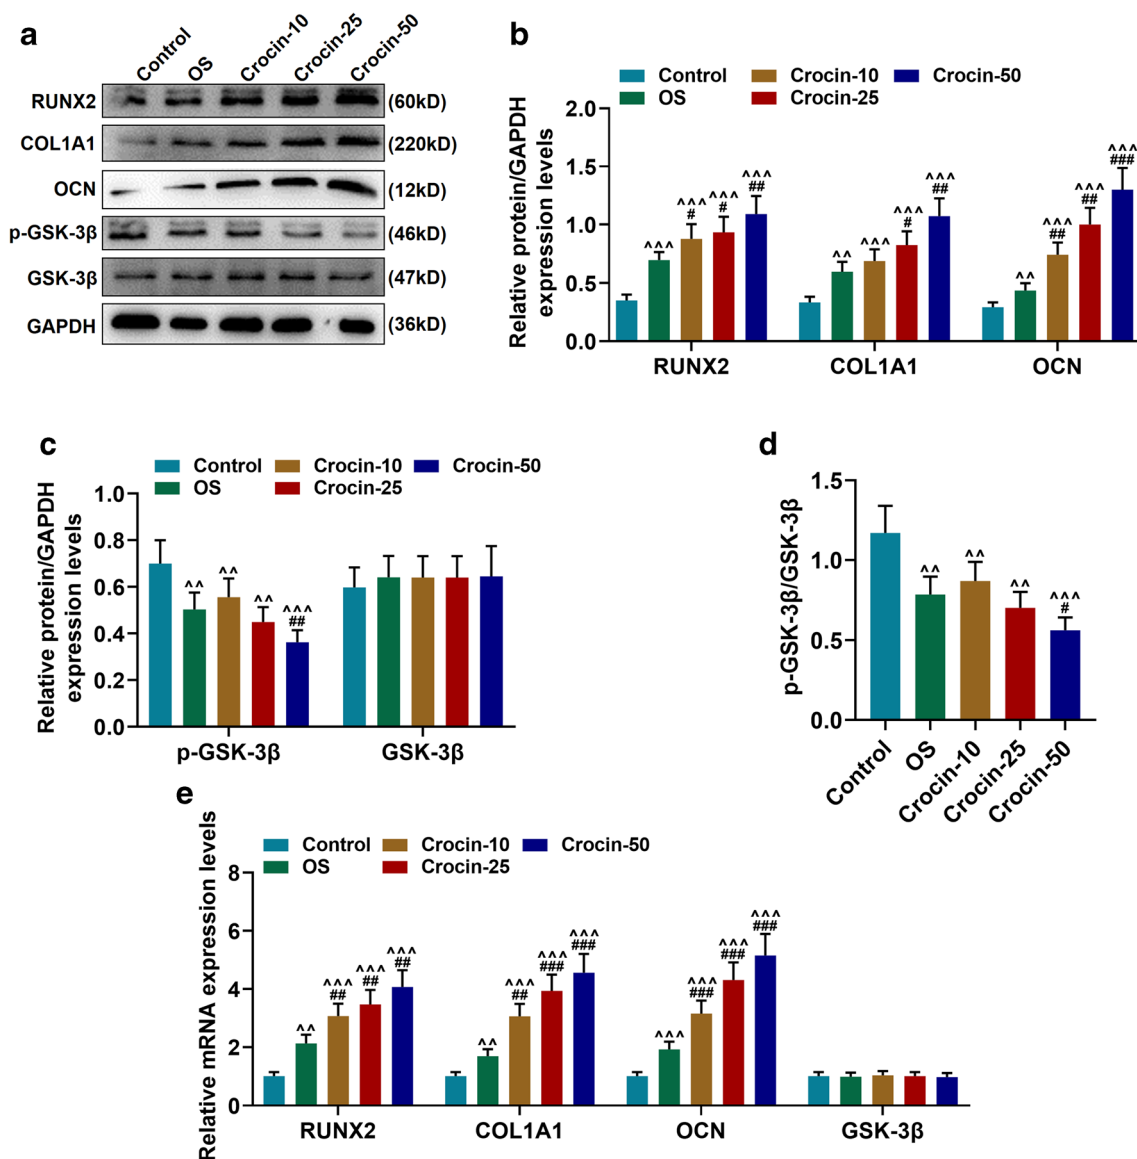 a
Control
OS
Crocin-10
Crocin-25
Crocin-50
RUNX2 (60kD)
COL1A1 (220kD)
OCN (12kD)
p-GSK-3β (46kD)
GSK-3β (47kD)
GAPDH (36kD)
b
Control Crocin-10 Crocin-50
OS Crocin-25
Relative protein/GAPDH
expression levels
2.0
1.5
1.0
0.5
0.0
^^^
^^^ #
^^^ #
^^^ ##
^^
^^^
^^^ #
^^^ ##
^^
^^^ ##
^^^ ##
^^^ ###
RUNX2 COL1A1 OCN
c
Control Crocin-10 Crocin-50
OS Crocin-25
Relative protein/GAPDH
expression levels
1.0
0.8
0.6
0.4
0.2
0.0
^^
^^
^^
^^^ ##
p-GSK-3β GSK-3β
d
p-GSK-3β/GSK-3β
1.5
1.0
0.5
0.0
^^
^^
^^
^^^ #
Control
OS
Crocin-10
Crocin-25
Crocin-50
e
Control Crocin-10 Crocin-50
OS Crocin-25
Relative mRNA expression levels
8
6
4
2
0
^^
^^^ ##
^^^ ##
^^^ ##
^^
^^^ ##
^^^ ###
^^^ ###
^^^
^^^ ###
^^^ ###
^^^ ###
RUNX2 COL1A1 OCN GSK-3β